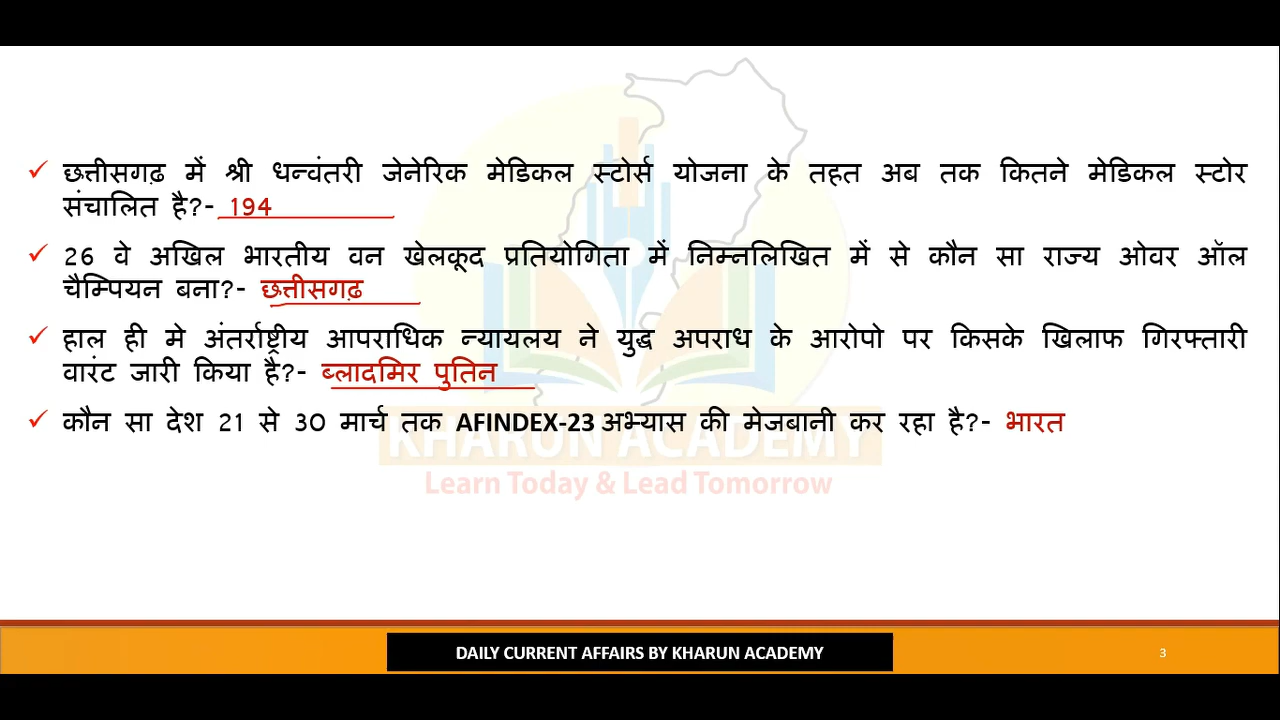 छत्तीसगढ़ में श्री धन्वंतरी जेनेरिक मेडिकल स्टोर्स योजना के तहत अब तक कितने मेडिकल स्टोर
संचालित है?- 194
26 वे अखिल भारतीय वन खेलकूद प्रतियोगिता में निम्नलिखित में से कौन सा राज्य ओवर ऑल
चैम्पियन बना?- छत्तीसगढ़
हाल ही मे अंतर्राष्ट्रीय आपराधिक न्यायलय ने युद्ध अपराध के आरोपो पर किसके खिलाफ गिरफ्तारी
वारंट जारी किया है?- ब्लादमिर पुतिन
कौन सा देश 21 से 30 मार्च तक AFINDEX-23 अभ्यास की मेजबानी कर रहा है?- भारत
KHARUN ACADEMY
Learn Today & Lead Tomorrow
DAILY CURRENT AFFAIRS BY KHARUN ACADEMY
3